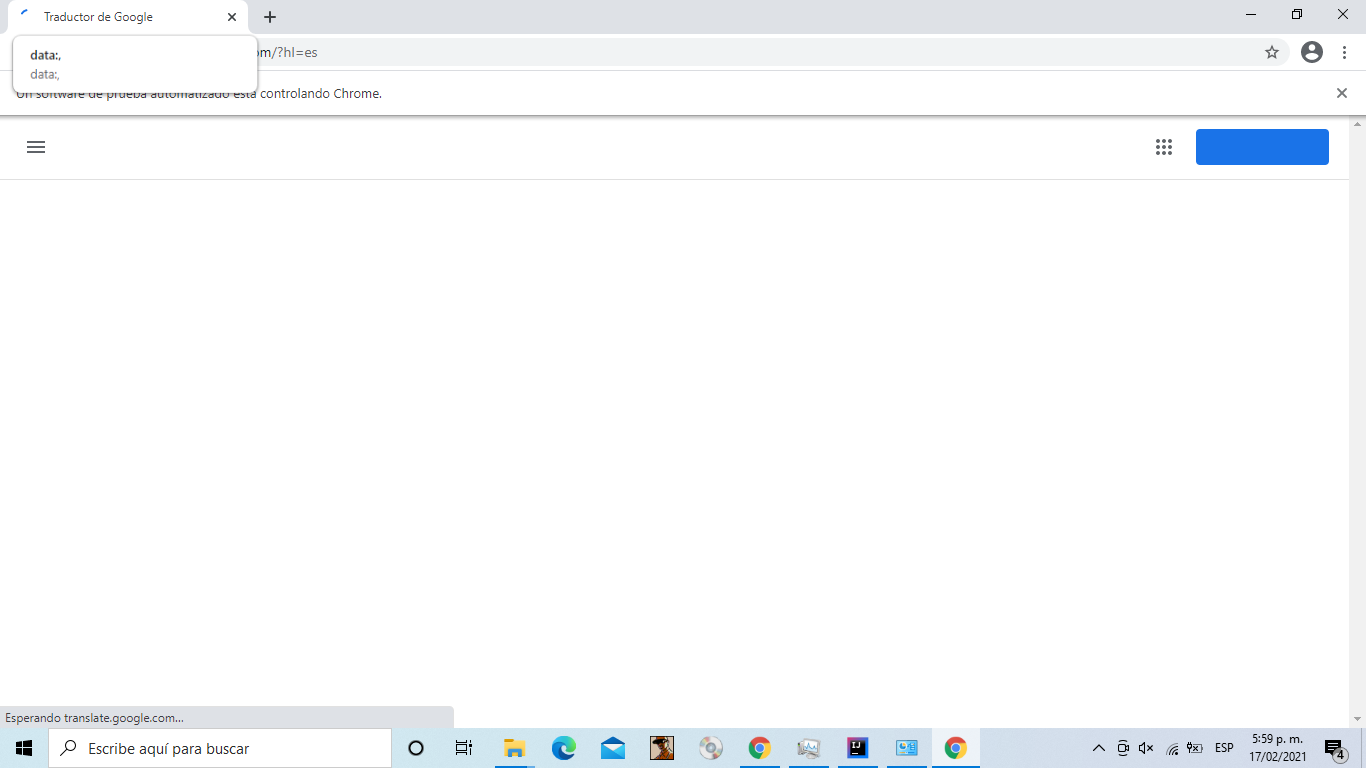 Traductor de Google
data:,
data:,
om/?hl=es
Un software de prueba automatizado está controlando Chrome.
Esperando translate.google.com...
Escribe aquí para buscar
IJ
ESP
5:59 p. m.
17/02/2021
4